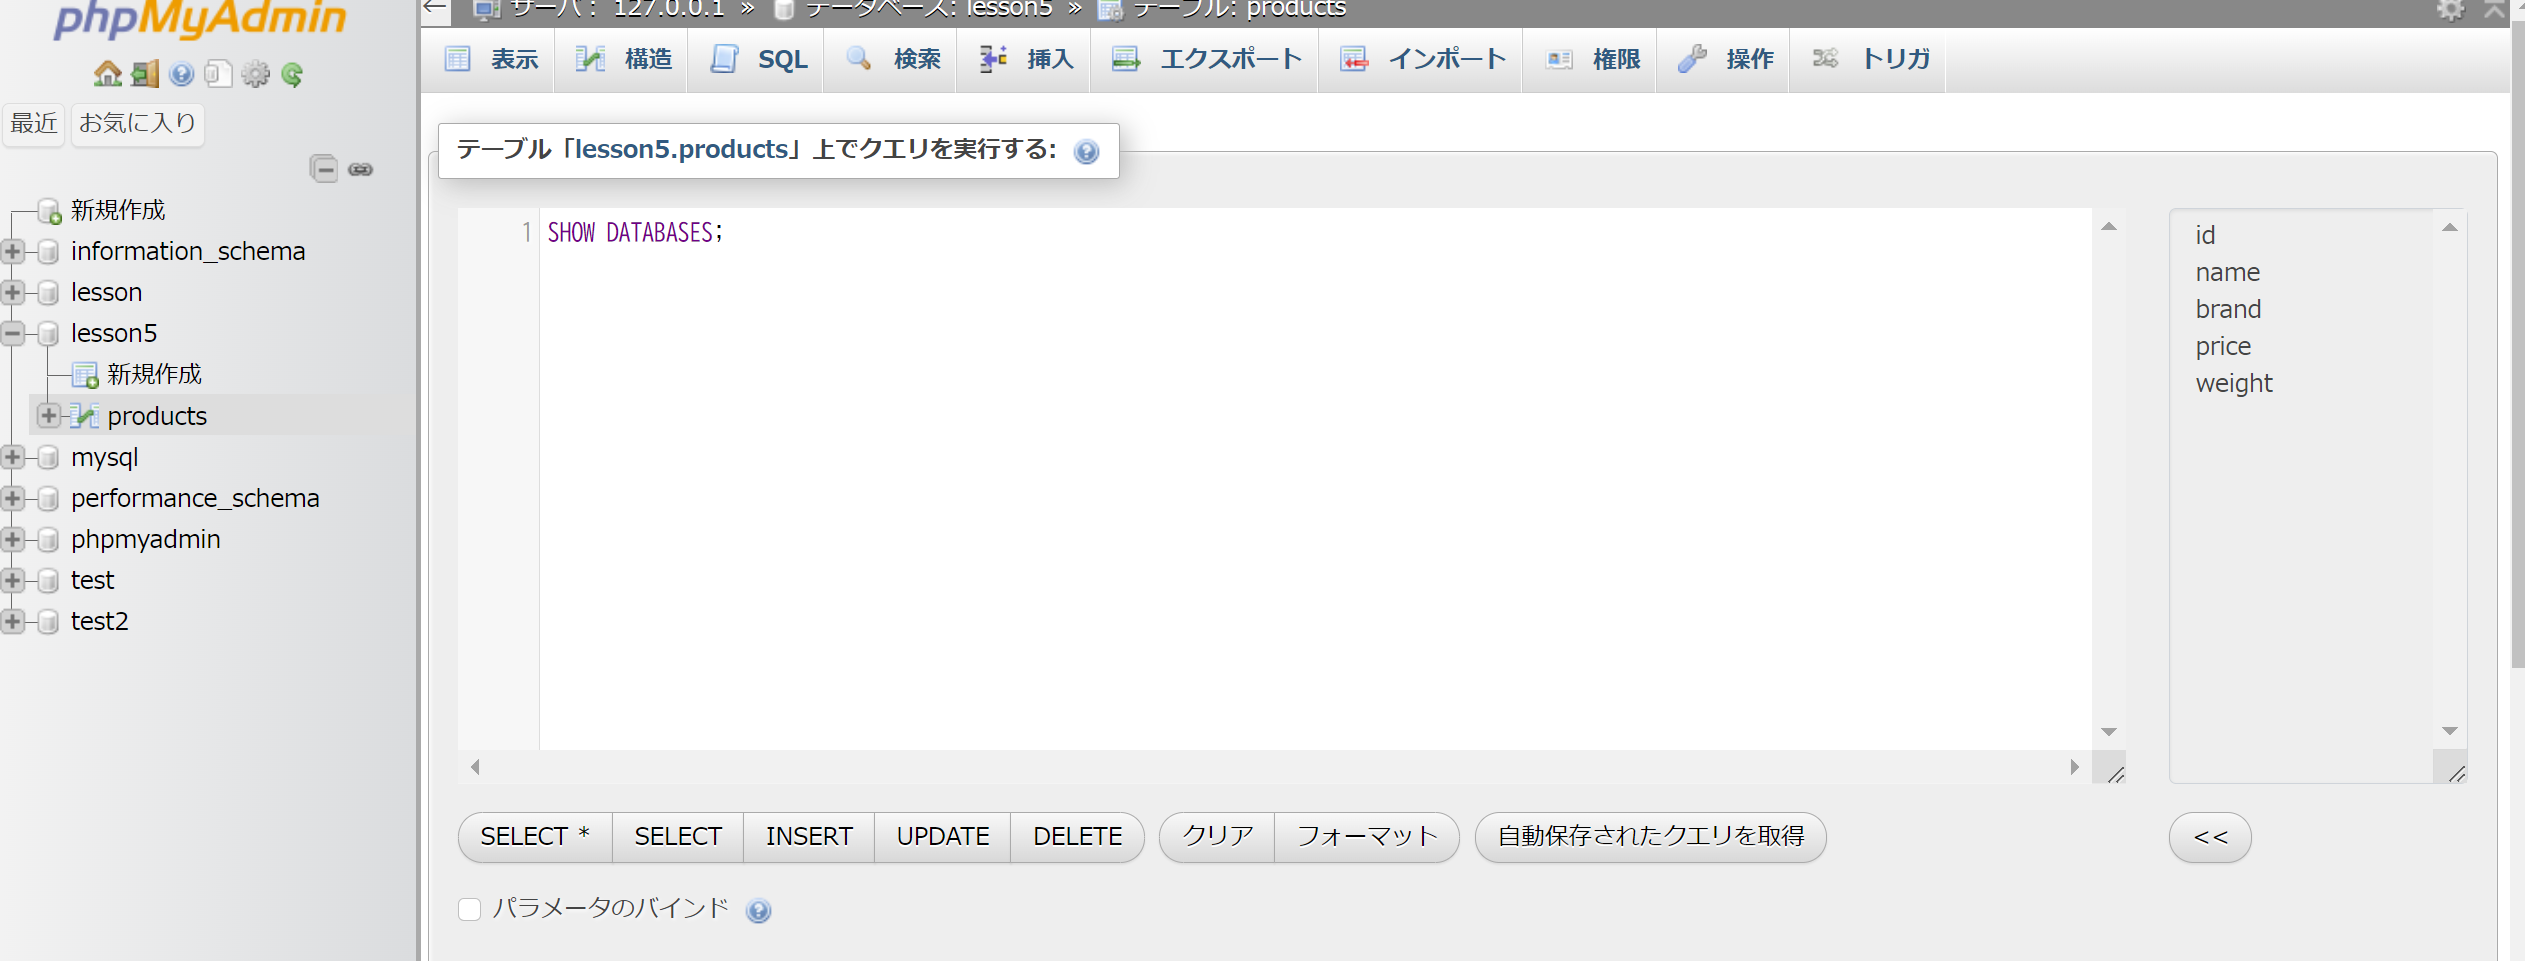 phpMyAdmin
最近 お気に入り
新規作成
information_schema
lesson
lesson5
新規作成
products
mysql
performance_schema
phpmyadmin
test
test2
サーバ: 127.0.0.1 » データベース: lesson5 » テーブル: products
表示 構造 SQL 検索 挿入 エクスポート インポート 権限 操作 トリガ
テーブル「lesson5.products」上でクエリを実行する:
1 SHOW DATABASES;
id
name
brand
price
weight
SELECT * SELECT INSERT UPDATE DELETE クリア フォーマット 自動保存されたクエリを取得 <<
パラメータのバインド